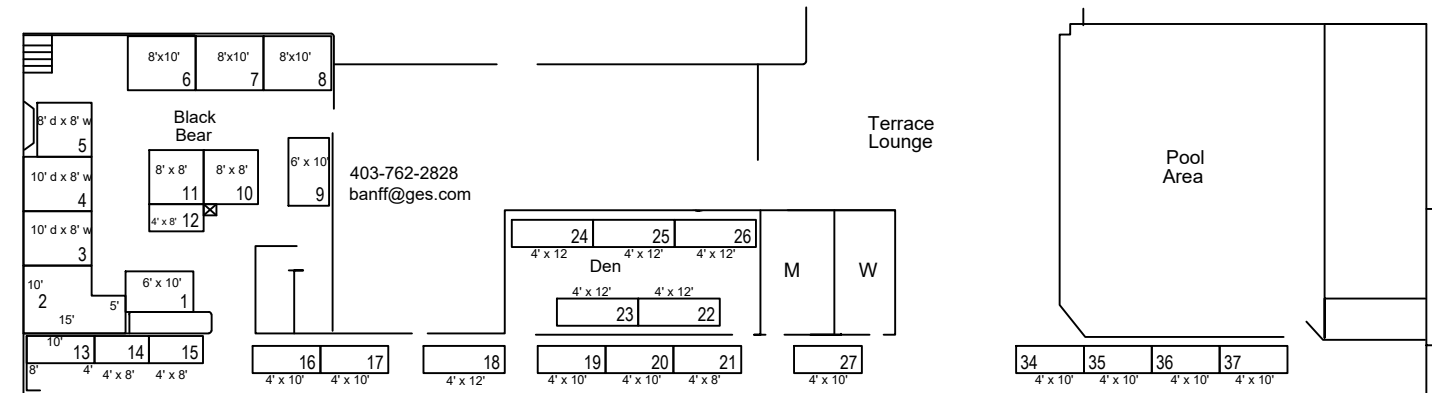 8'x10'
8'x10'
8'x10'
6
7
8
Black
Bear
8' d x 8' w
5
10' d x 8' w
4
10' d x 8' w
3
8' x 8'
11
8' x 8'
10
4' x 8' 12
6' x 10'
9
403-762-2828
banff@ges.com
10'
2
15'
5'
6' x 10'
1
10'
13
8'
4'
14
4' x 8'
15
4' x 8'
16
4' x 10'
17
4' x 10'
18
4' x 12'
24
4' x 12
25
4' x 12'
26
4' x 12'
Den
4' x 12'
23
4' x 12'
22
19
4' x 10'
20
4' x 10'
21
4' x 8'
M
W
27
4' x 10'
Terrace
Lounge
Pool
Area
34
4' x 10'
35
4' x 10'
36
4' x 10'
37
4' x 10'